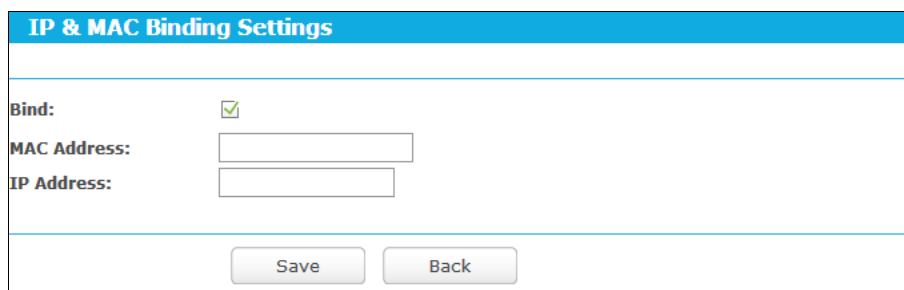 IP & MAC Binding Settings
Bind:
MAC Address:
IP Address:
Save Back